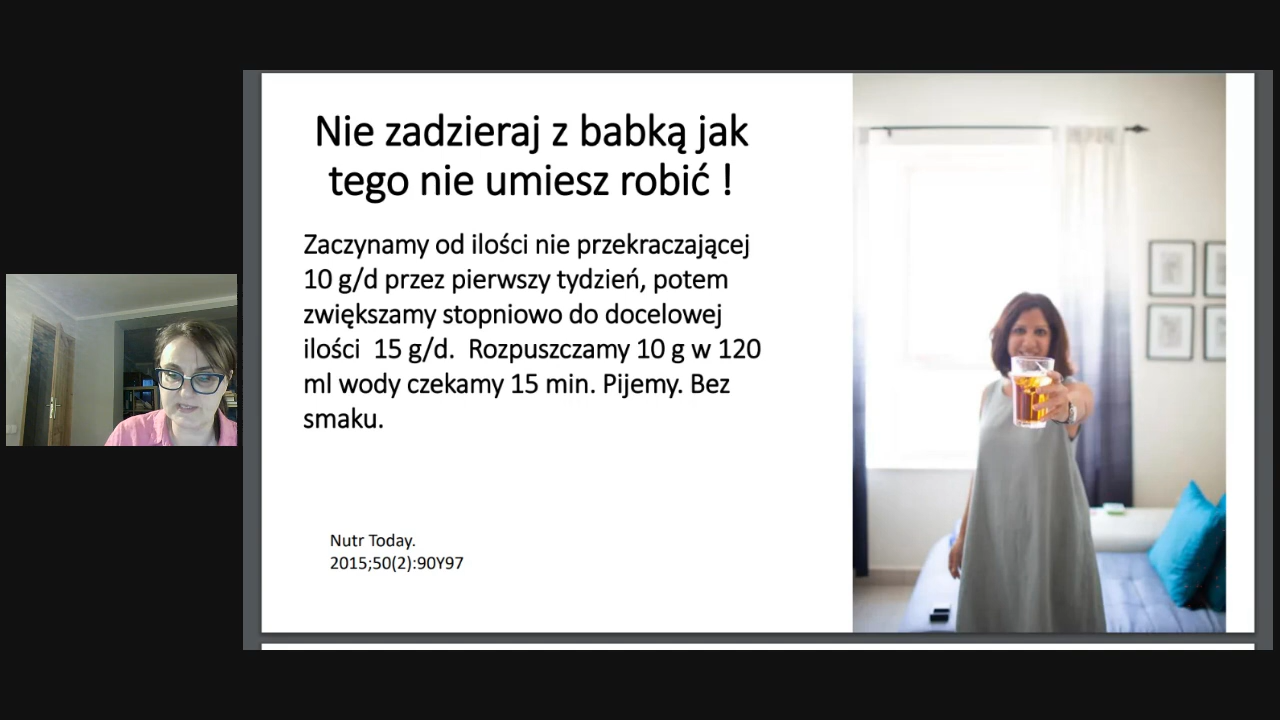 Nie zadzieraj z babką jak
tego nie umiesz robić !
Zaczynamy od ilości nie przekraczającej
10 g/d przez pierwszy tydzień, potem
zwiększamy stopniowo do docelowej
ilości  15 g/d.  Rozpuszczamy 10 g w 120
ml wody czekamy 15 min. Pijemy. Bez
smaku.
Nutr Today.
2015;50(2):90Y97